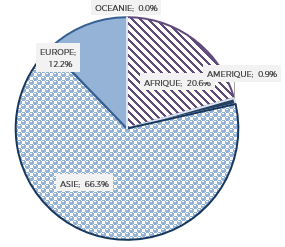 OCEANIE; 0.0%
EUROPE;
12.2%
AFRIQUE; 20.6%
AMERIQUE; 0.9%
ASIE; 66.3%